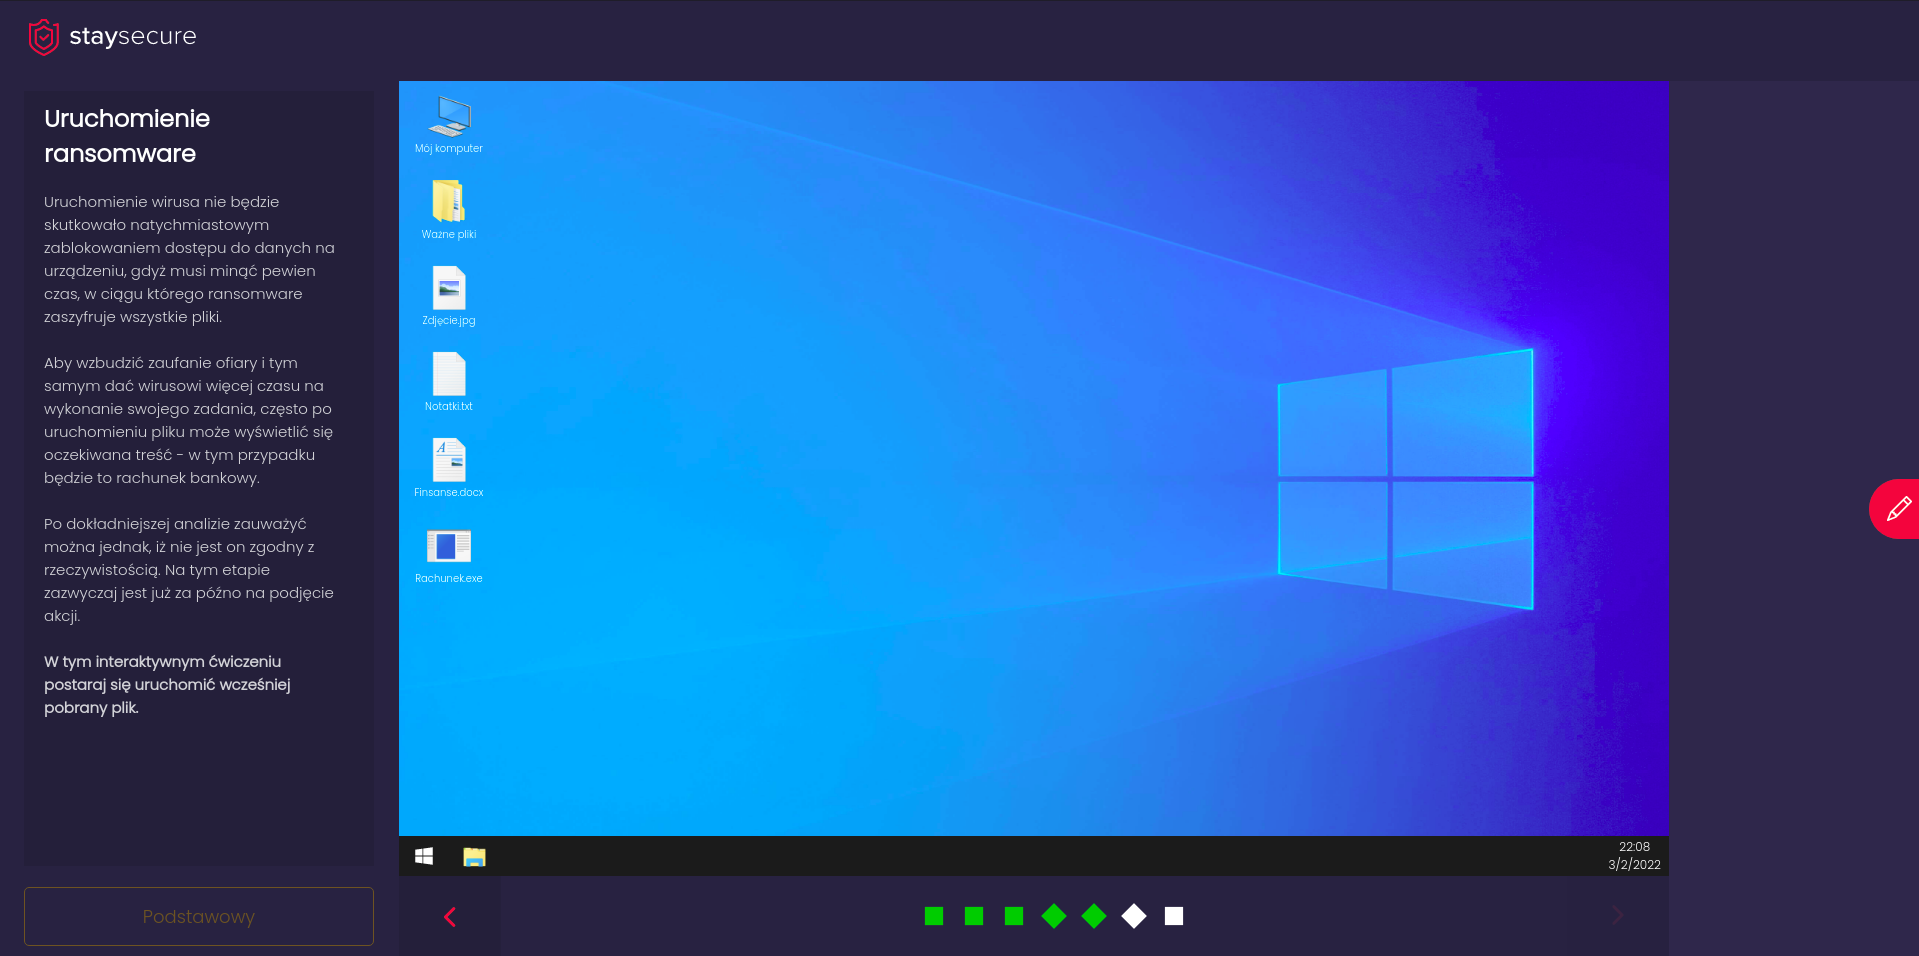 staysecure
Uruchomienie
ransomware
Uruchomienie wirusa nie będzie
skutkowało natychmiastowym
zablokowaniem dostępu do danych na
urządzeniu, gdyż musi minąć pewien
czas, w ciągu którego ransomware
zaszyfruje wszystkie pliki.
Aby wzbudzić zaufanie ofiary i tym
samym dać wirusowi więcej czasu na
wykonanie swojego zadania, często po
uruchomieniu pliku może wyświetlić się
oczekiwana treść - w tym przypadku
będzie to rachunek bankowy.
Po dokładniejszej analizie zauważyć
można jednak, iż nie jest on zgodny z
rzeczywistością. Na tym etapie
zazwyczaj jest już za późno na podjęcie
akcji.
W tym interaktywnym ćwiczeniu
postaraj się uruchomić wcześniej
pobrany plik.
Podstawowy
Mój komputer
Ważne pliki
Zdjęcie.jpg
Notatki.txt
Finsanse.docx
Rachunek.exe
22:08
3/2/2022